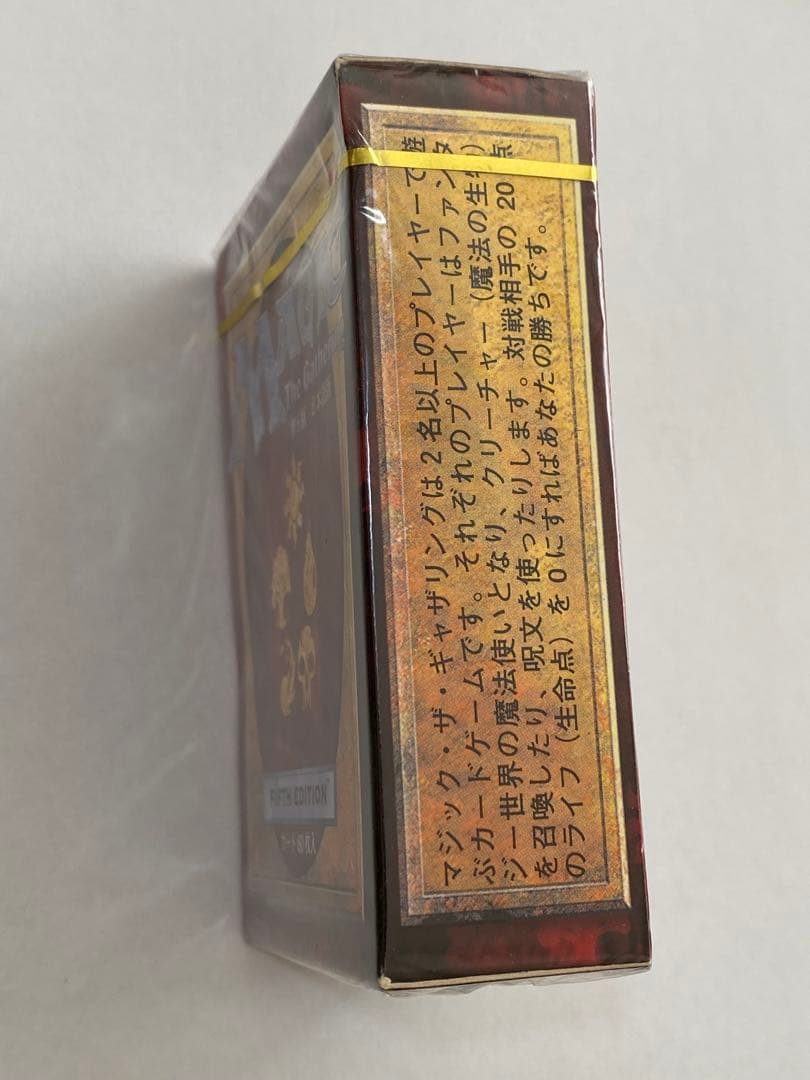 マジック・ザ・ギャザリングは2名以上のプレイヤーで遊
ぶカードゲームです。それぞれのプレイヤーはファンタ
ジー世界の魔法使いとなり、クリーチャー(魔法の生物)
を召喚したり、呪文を使ったりします。対戦相手の20点
のライフ(生命点)を0にすればあなたの勝ちです。
The Gathering
FIFTH EDITION